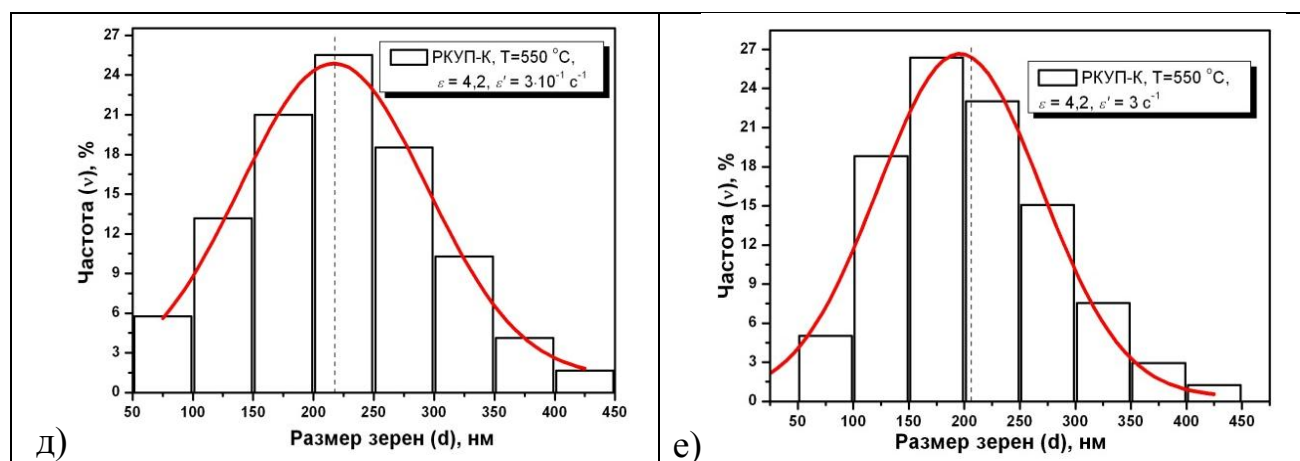 27
24
21
18
15
12
9
6
3
0
Частота (ν), %
РКУП-К, T=550 °C,
ε = 4,2, ε' = 3·10⁻¹ c⁻¹
50 100 150 200 250 300 350 400 450
Размер зерен (d), нм
д)
27
24
21
18
15
12
9
6
3
0
Частота (ν), %
РКУП-К, T=550 °C,
ε = 4,2, ε' = 3 c⁻¹
50 100 150 200 250 300 350 400 450
Размер зерен (d), нм
е)